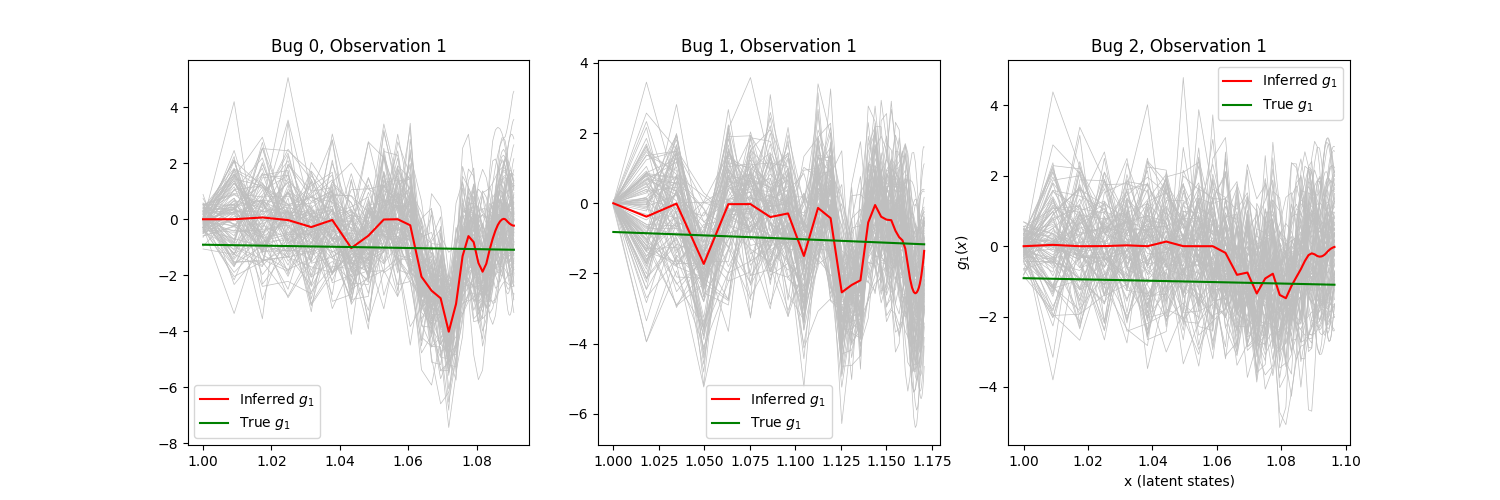 Bug 0, Observation 1
4
2
0
−2
−4
−6
−8
1.00 1.02 1.04 1.06 1.08
Inferred g₁
True g₁
Bug 1, Observation 1
4
2
0
−2
−4
−6
1.000 1.025 1.050 1.075 1.100 1.125 1.150 1.175
Inferred g₁
True g₁
Bug 2, Observation 1
g₁(x)
4
2
0
−2
−4
1.00 1.02 1.04 1.06 1.08 1.10
x (latent states)
Inferred g₁
True g₁